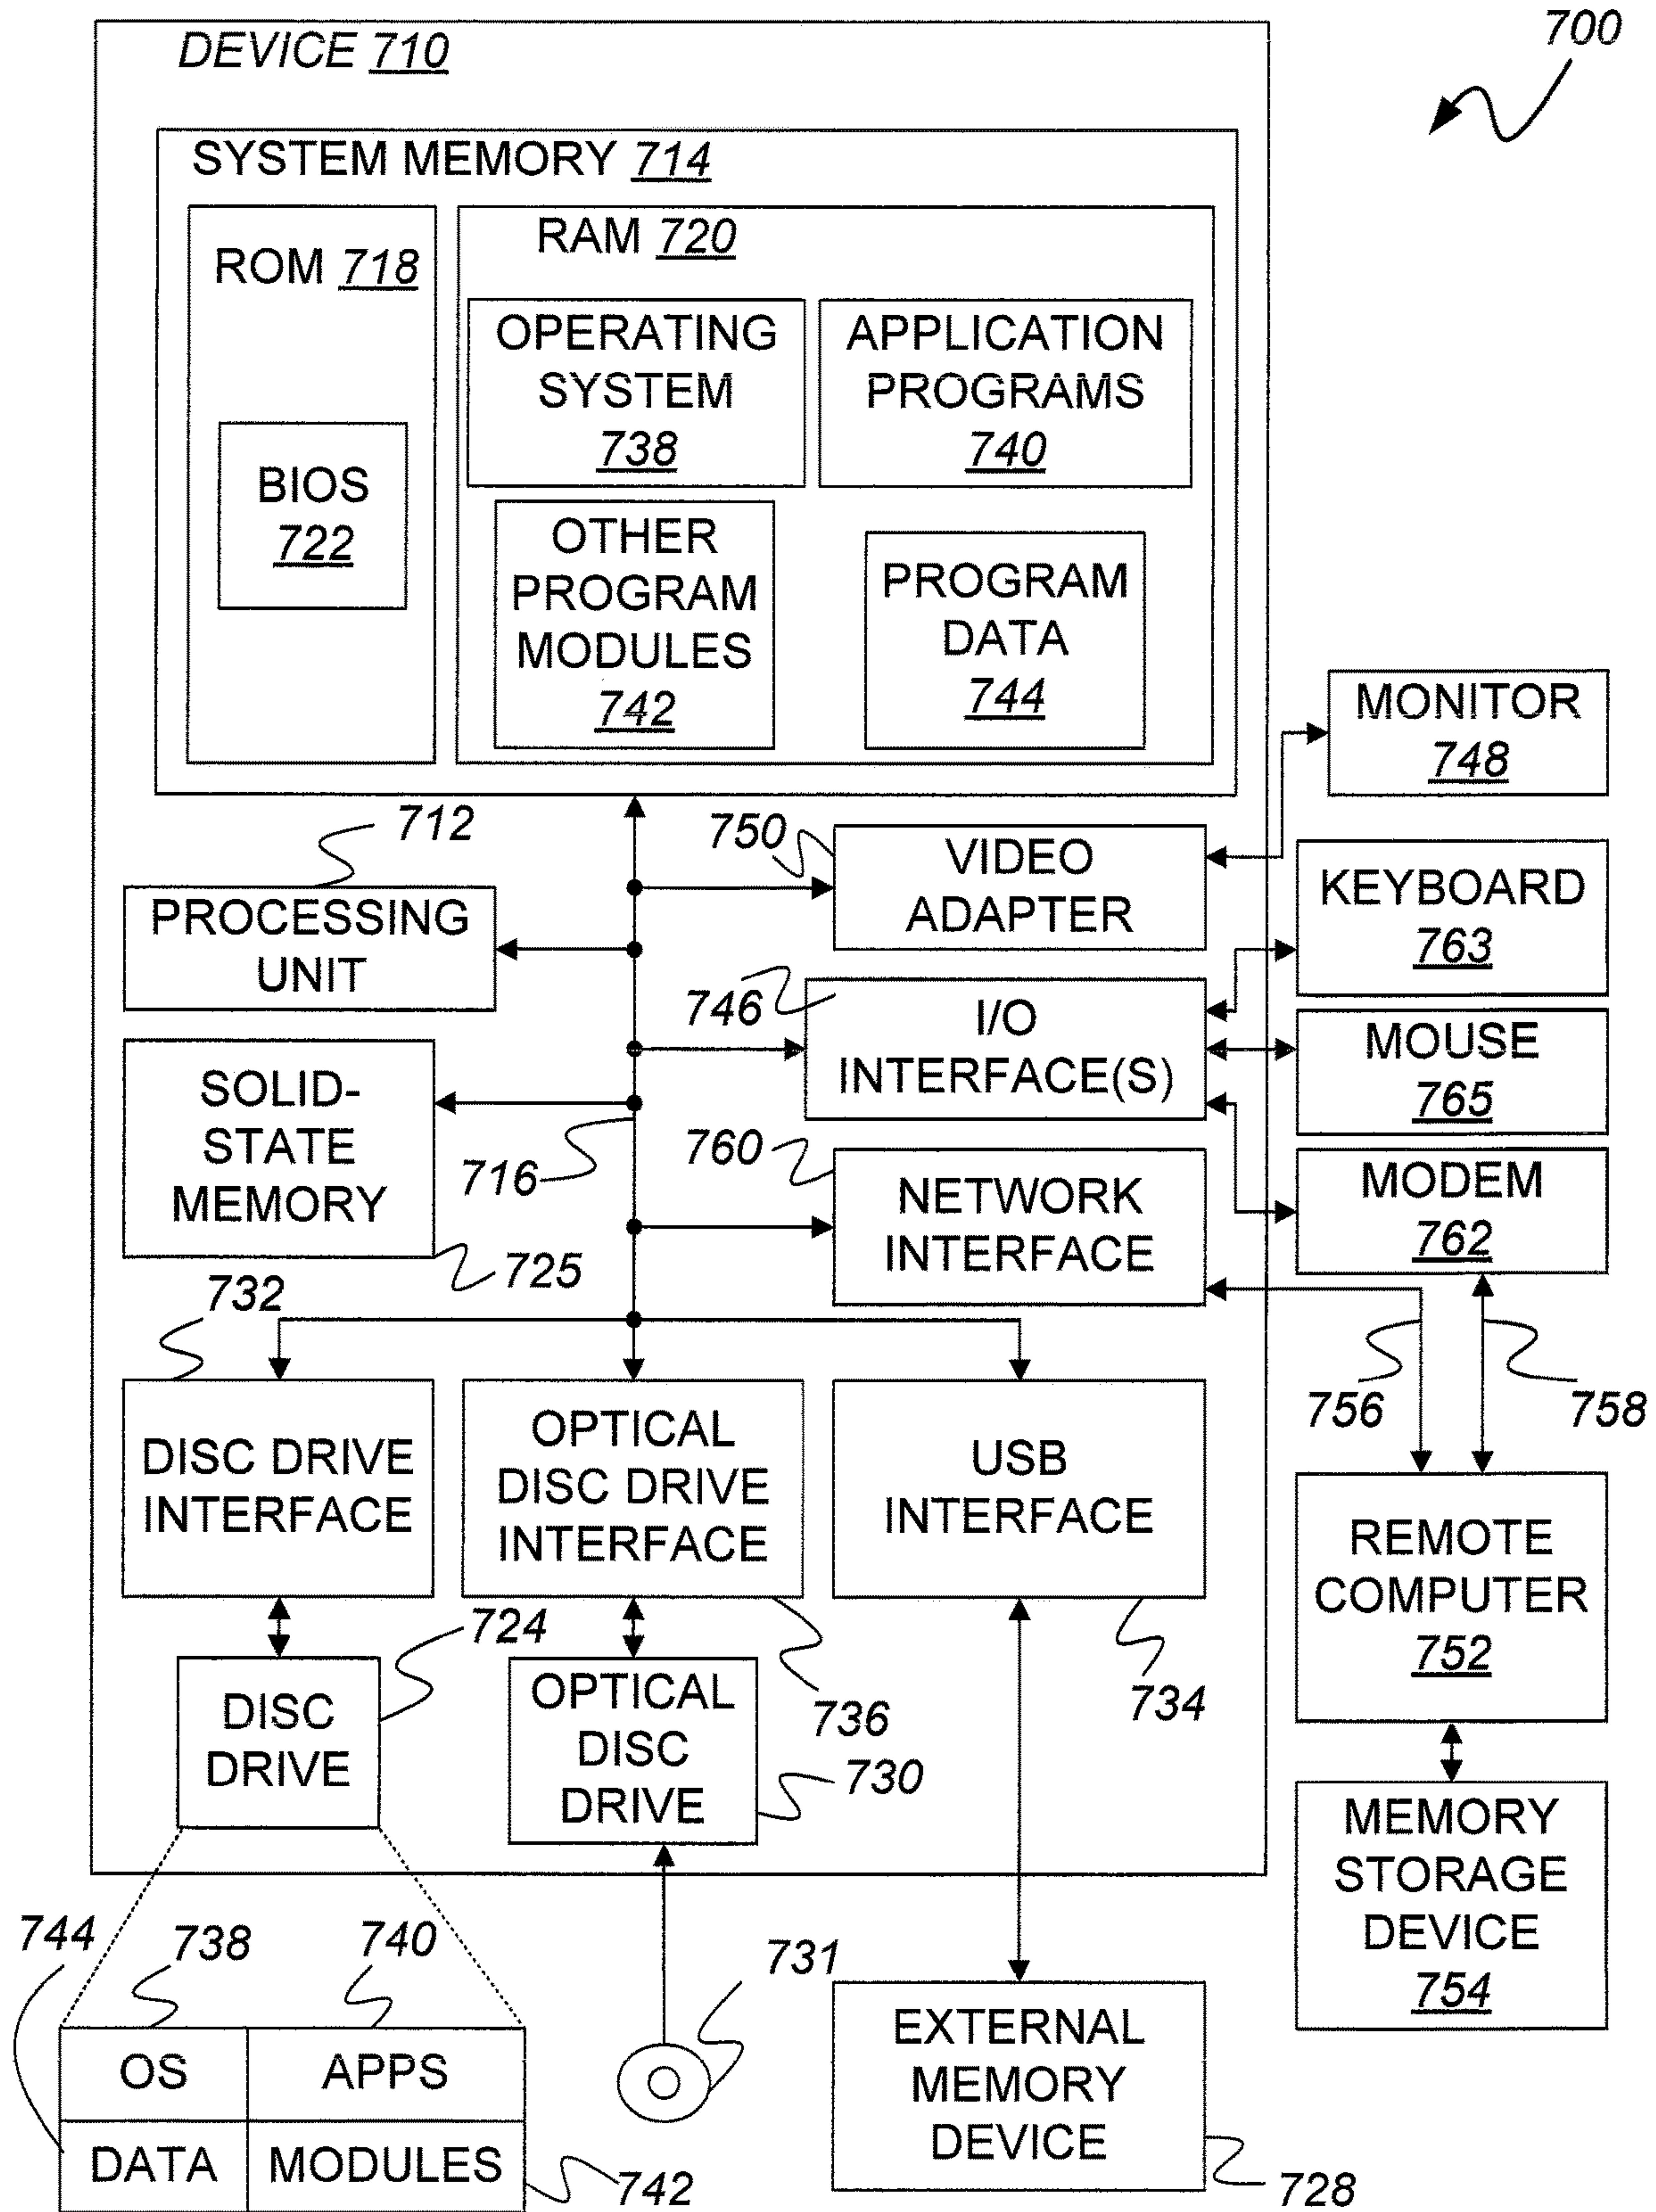 700
DEVICE 710
SYSTEM MEMORY 714
ROM 718
BIOS
722
RAM 720
OPERATING
SYSTEM
738
APPLICATION
PROGRAMS
740
OTHER
PROGRAM
MODULES
742
PROGRAM
DATA
744
MONITOR
748
712
PROCESSING
UNIT
750
VIDEO
ADAPTER
KEYBOARD
763
746
I/O
INTERFACE(S)
MOUSE
765
SOLID-
STATE
MEMORY
725
716
760
NETWORK
INTERFACE
MODEM
762
756
758
732
DISC DRIVE
INTERFACE
OPTICAL
DISC DRIVE
INTERFACE
736
USB
INTERFACE
734
REMOTE
COMPUTER
752
724
DISC
DRIVE
OPTICAL
DISC
DRIVE
730
MEMORY
STORAGE
DEVICE
754
744
738
740
OS
APPS
DATA
MODULES
742
731
EXTERNAL
MEMORY
DEVICE
728